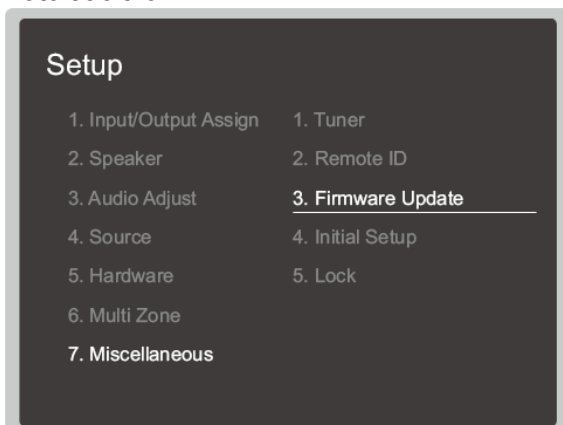 Setup
1. Input/Output Assign
2. Speaker
3. Audio Adjust
4. Source
5. Hardware
6. Multi Zone
7. Miscellaneous
1. Tuner
2. Remote ID
3. Firmware Update
4. Initial Setup
5. Lock